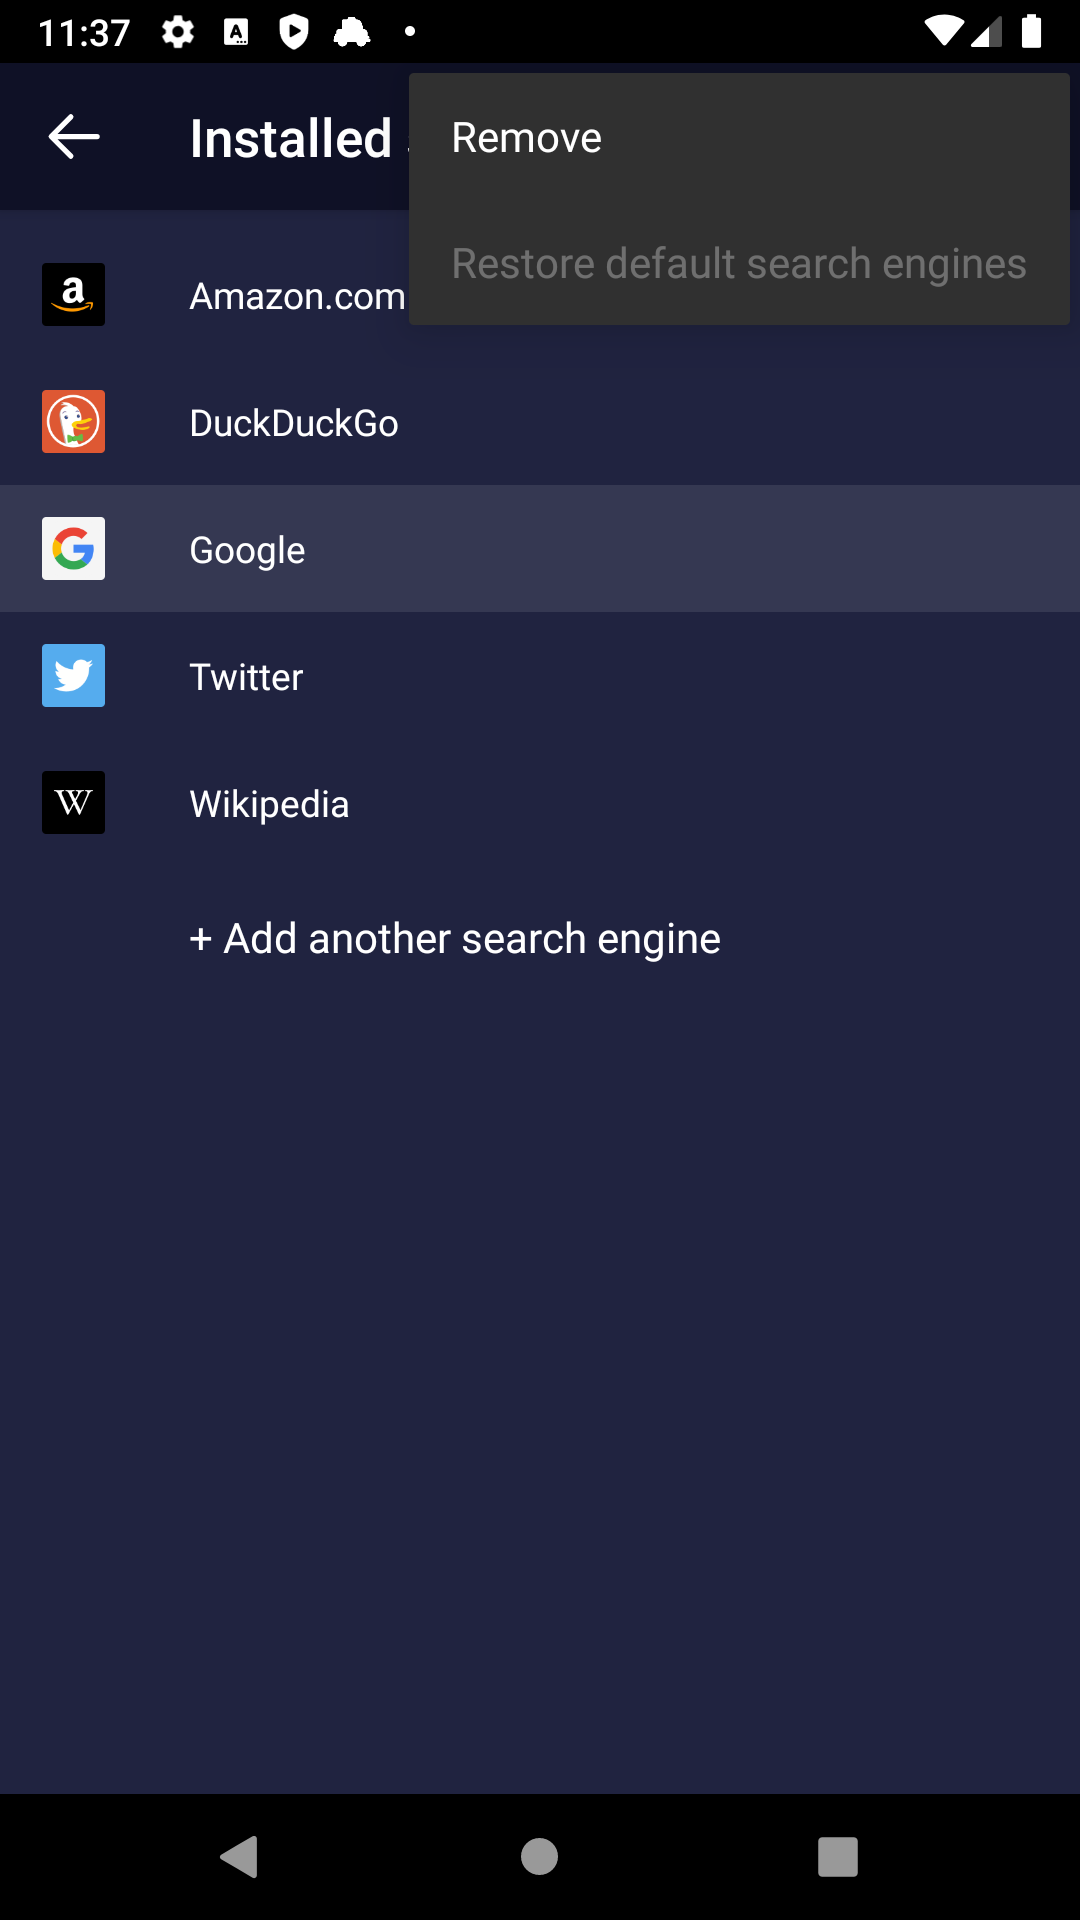 11:37
Installed
Remove
Restore default search engines
Amazon.com
DuckDuckGo
Google
Twitter
Wikipedia
+ Add another search engine